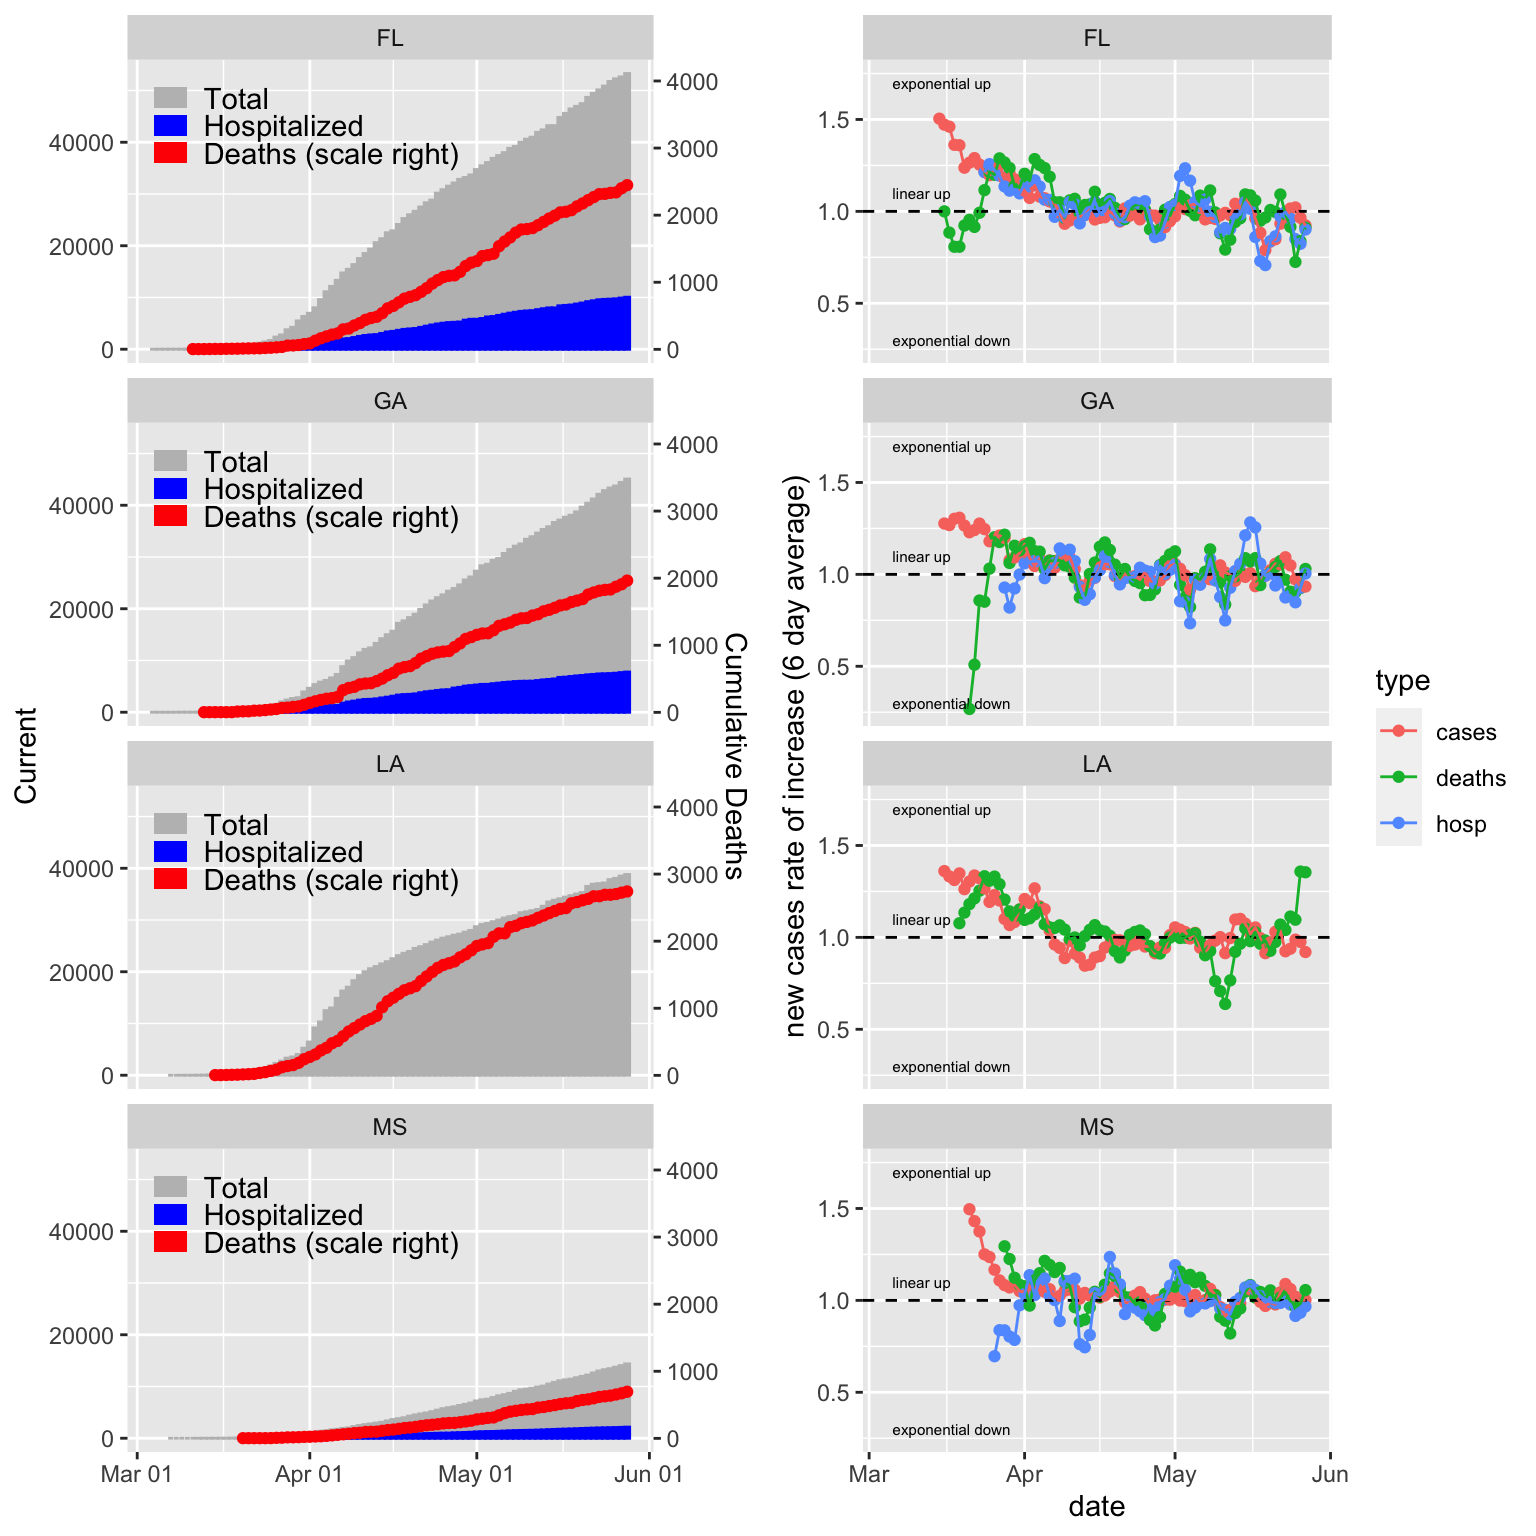 FL
Total
Hospitalized
Deaths (scale right)
40000
20000
0
4000
3000
2000
1000
0
GA
Total
Hospitalized
Deaths (scale right)
40000
20000
0
4000
3000
2000
1000
0
LA
Total
Hospitalized
Deaths (scale right)
40000
20000
0
4000
3000
2000
1000
0
MS
Total
Hospitalized
Deaths (scale right)
40000
20000
0
4000
3000
2000
1000
0
Mar 01
Apr 01
May 01
Jun 01
Current
Cumulative Deaths
FL
exponential up
linear up
exponential down
1.5
1.0
0.5
GA
exponential up
linear up
exponential down
1.5
1.0
0.5
LA
exponential up
linear up
exponential down
1.5
1.0
0.5
MS
exponential up
linear up
exponential down
1.5
1.0
0.5
Mar
Apr
May
Jun
date
new cases rate of increase (6 day average)
type
cases
deaths
hosp